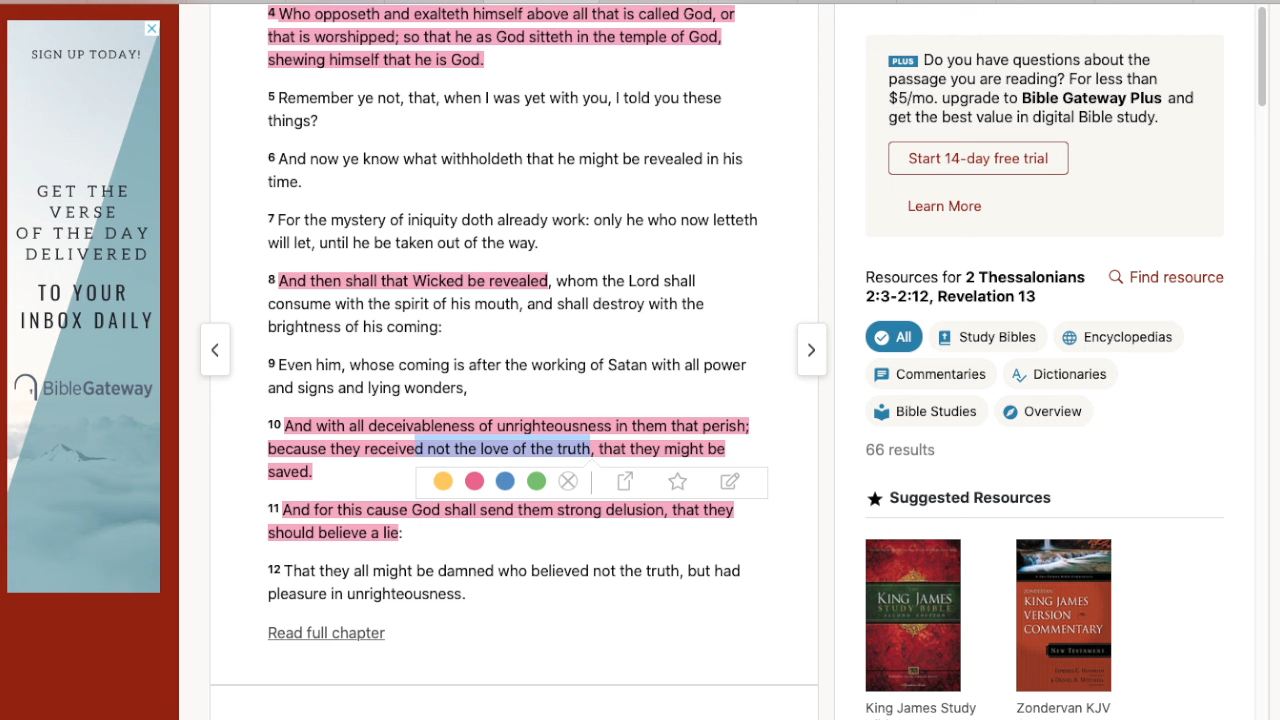 SIGN UP TODAY!
GET THE
VERSE
OF THE DAY
DELIVERED
TO YOUR
INBOX DAILY
BibleGateway
4 Who opposeth and exalteth himself above all that is called God, or
that is worshipped; so that he as God sitteth in the temple of God,
shewing himself that he is God.
5 Remember ye not, that, when I was yet with you, I told you these
things?
6 And now ye know what withholdeth that he might be revealed in his
time.
7 For the mystery of iniquity doth already work: only he who now letteth
will let, until he be taken out of the way.
8 And then shall that Wicked be revealed, whom the Lord shall
consume with the spirit of his mouth, and shall destroy with the
brightness of his coming:
9 Even him, whose coming is after the working of Satan with all power
and signs and lying wonders,
10 And with all deceivableness of unrighteousness in them that perish;
because they received not the love of the truth, that they might be
saved.
11 And for this cause God shall send them strong delusion, that they
should believe a lie:
12 That they all might be damned who believed not the truth, but had
pleasure in unrighteousness.
Read full chapter
PLUS Do you have questions about the
passage you are reading? For less than
$5/mo. upgrade to Bible Gateway Plus and
get the best value in digital Bible study.
Start 14-day free trial
Learn More
Resources for 2 Thessalonians
2:3-2:12, Revelation 13
Find resource
All
Study Bibles
Encyclopedias
Commentaries
Dictionaries
Bible Studies
Overview
66 results
Suggested Resources
KING JAMES
STUDY BIBLE
SECOND EDITION
ZONDERVAN
KING JAMES
VERSION
COMMENTARY
NEW TESTAMENT
King James Study
Zondervan KJV